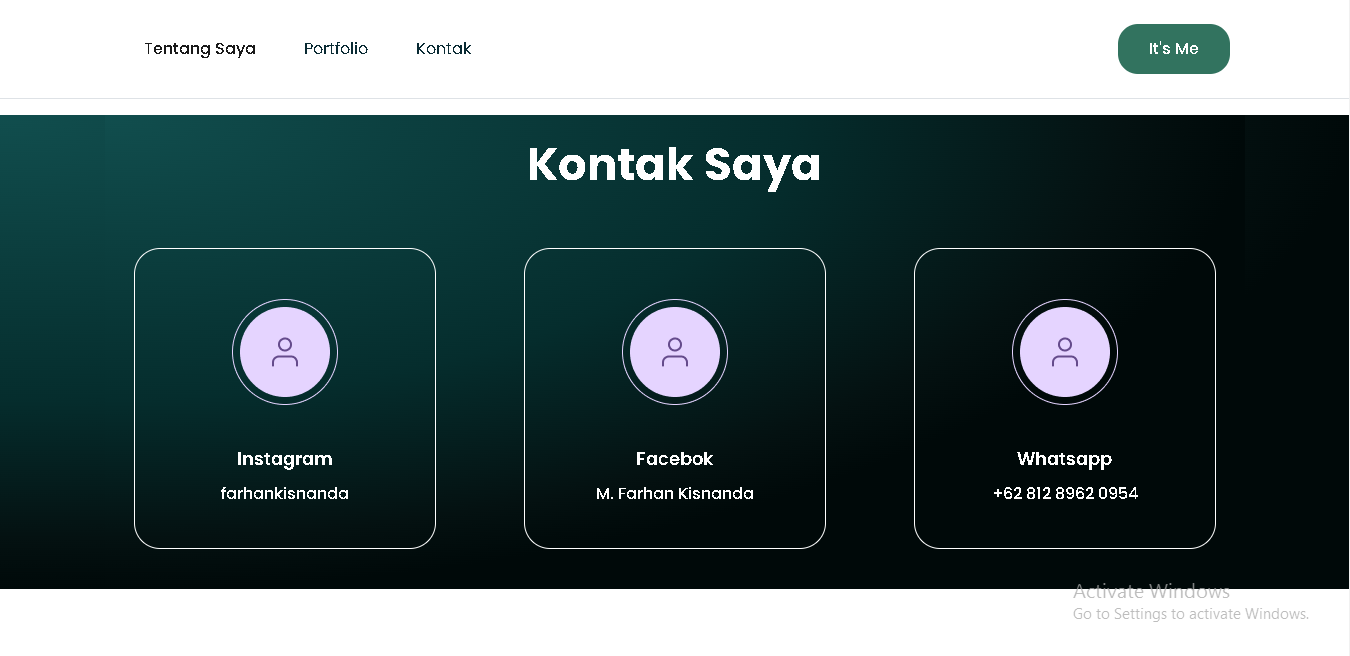 Tentang Saya Portfolio Kontak It's Me
Kontak Saya
Instagram
farhankisnanda
Facebok
M. Farhan Kisnanda
Whatsapp
+62 812 8962 0954
Activate Windows
Go to Settings to activate Windows.